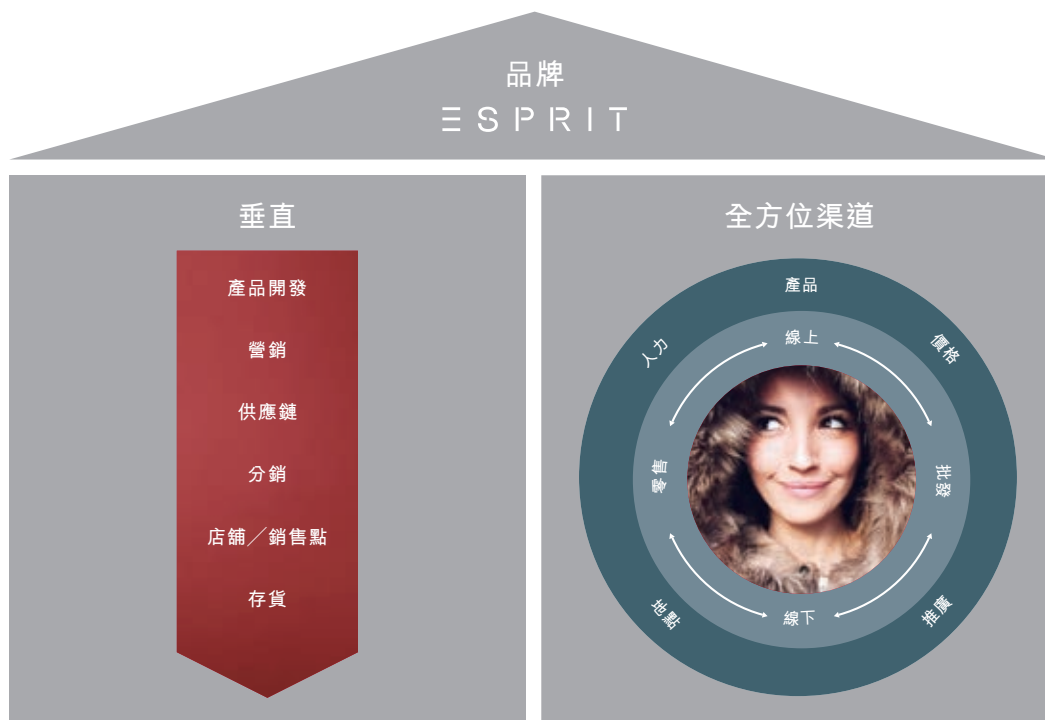 品牌
ESPRIT
垂直
產品開發
營銷
供應鏈
分銷
店舖／銷售點
存貨
全方位渠道
產品
人力
價格
線上
零售
批發
線下
地點
推廣